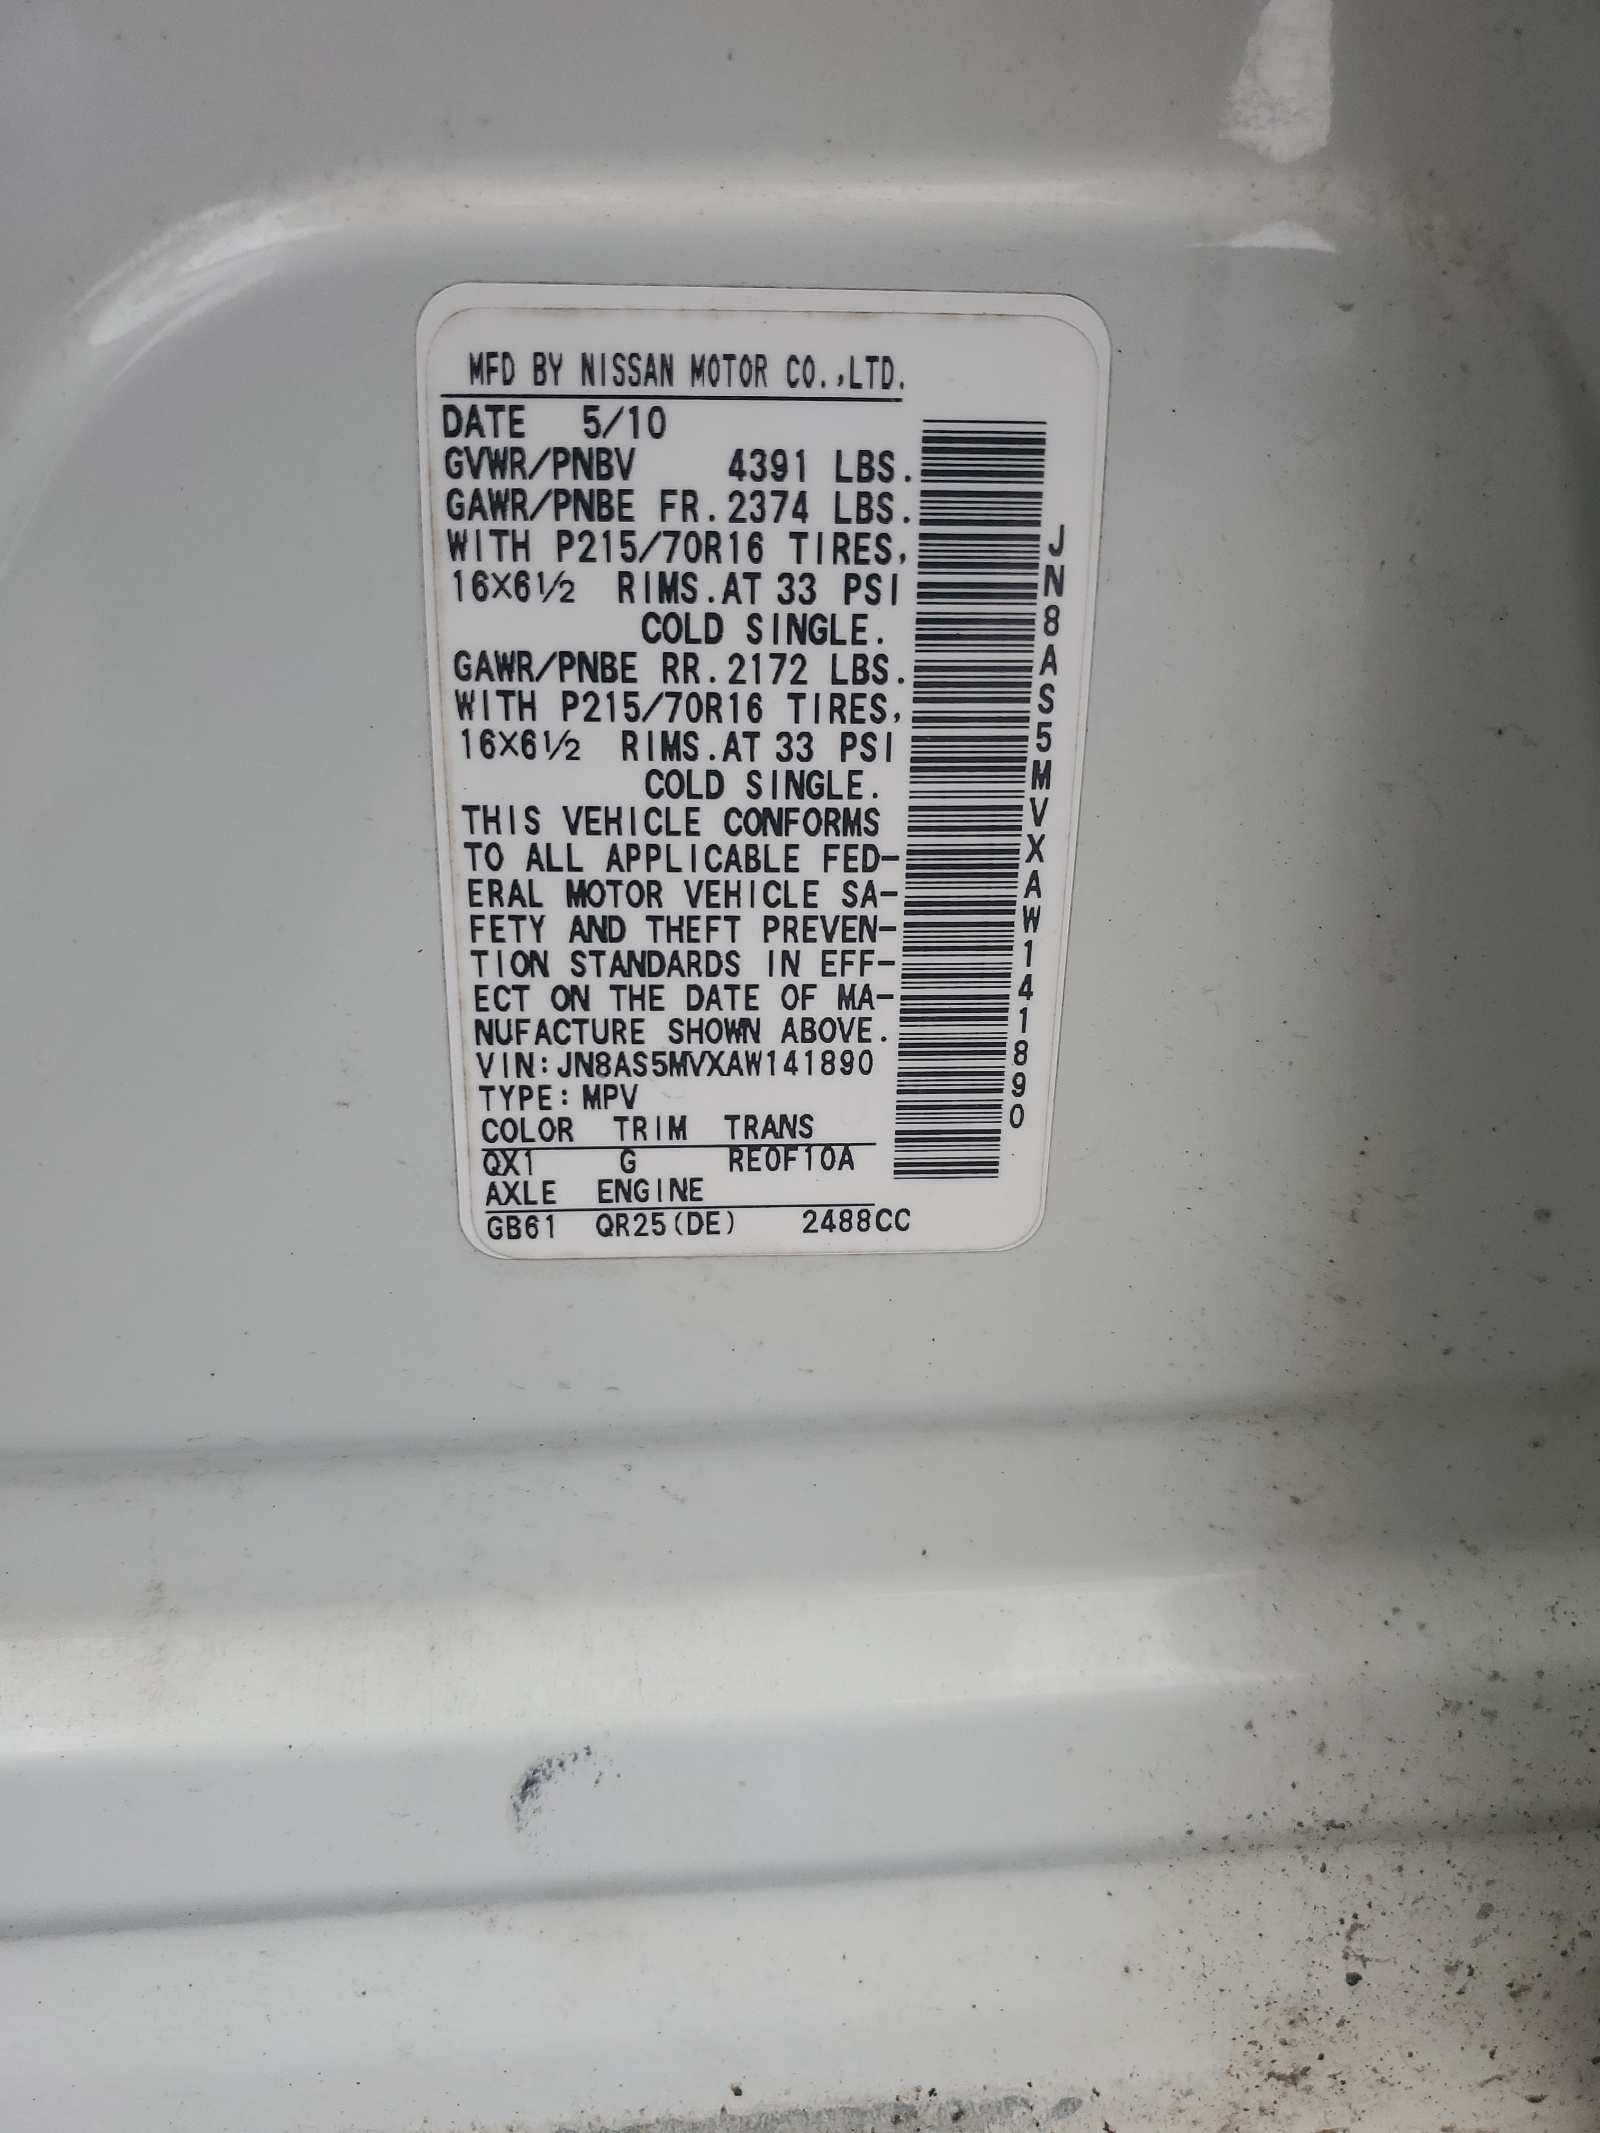 MFD BY NISSAN MOTOR CO.,LTD.
DATE 5/10
GVWR/PNBV 4391 LBS.
GAWR/PNBE FR.2374 LBS.
WITH P215/70R16 TIRES,
16X6½ RIMS.AT 33 PSI
COLD SINGLE.
GAWR/PNBE RR.2172 LBS.
WITH P215/70R16 TIRES,
16X6½ RIMS.AT 33 PSI
COLD SINGLE.
THIS VEHICLE CONFORMS
TO ALL APPLICABLE FED-
ERAL MOTOR VEHICLE SA-
FETY AND THEFT PREVEN-
TION STANDARDS IN EFF-
ECT ON THE DATE OF MA-
NUFACTURE SHOWN ABOVE.
VIN:JN8AS5MVXAW141890
TYPE:MPV
COLOR TRIM TRANS
QX1 G RE0F10A
AXLE ENGINE
GB61 QR25(DE) 2488CC
JN8AS5MVXAW141890